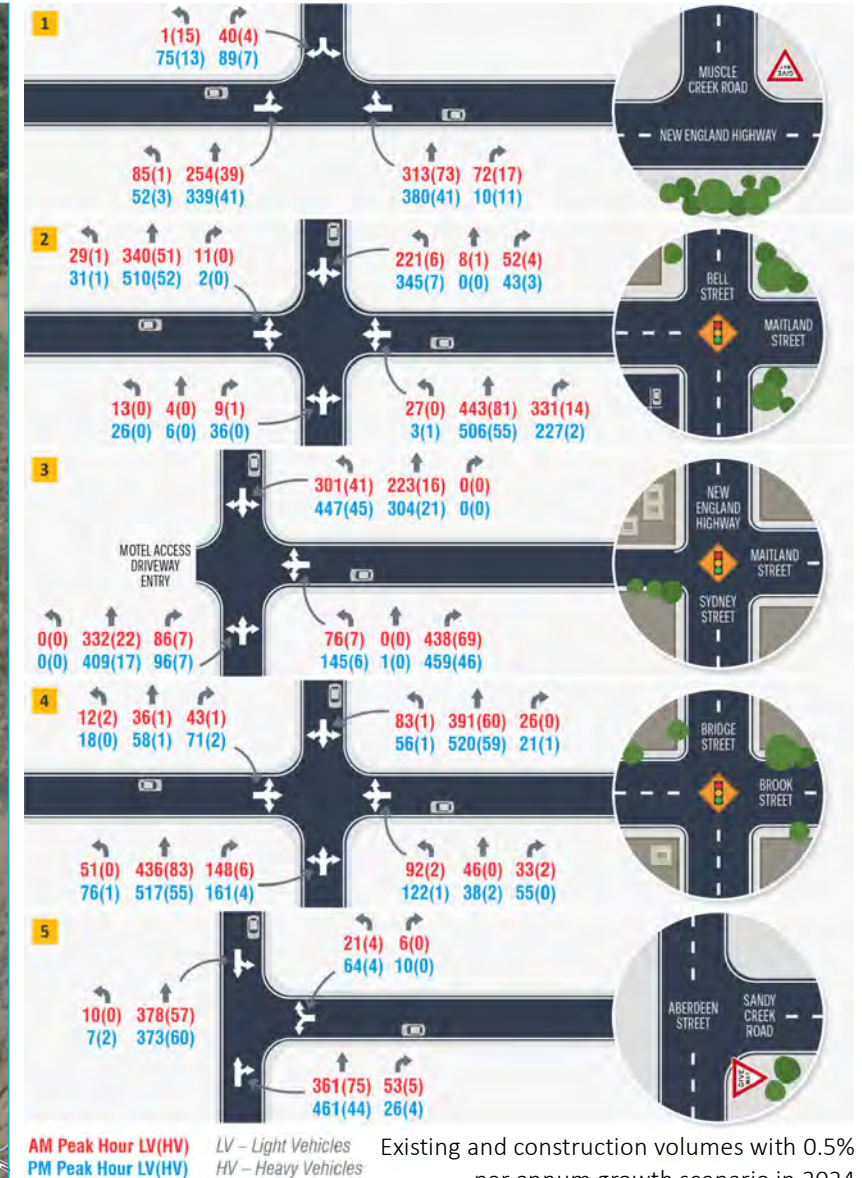 1
1(15) 40(4)
75(13) 89(7)
85(1) 254(39)
52(3) 339(41)
313(73) 72(17)
380(41) 10(11)
MUSCLE
CREEK ROAD
GIVE
WAY
NEW ENGLAND HIGHWAY
2
29(1) 340(51) 11(0)
31(1) 510(52) 2(0)
221(6) 8(1) 52(4)
345(7) 0(0) 43(3)
13(0) 4(0) 9(1)
26(0) 6(0) 36(0)
27(0) 443(81) 331(14)
3(1) 506(55) 227(2)
BELL
STREET
MAITLAND
STREET
3
301(41) 223(16) 0(0)
447(45) 304(21) 0(0)
MOTEL ACCESS
DRIVEWAY
ENTRY
0(0) 332(22) 86(7)
0(0) 409(17) 96(7)
76(7) 0(0) 438(69)
145(6) 1(0) 459(46)
NEW
ENGLAND
HIGHWAY
MAITLAND
STREET
SYDNEY
STREET
4
12(2) 36(1) 43(1)
18(0) 58(1) 71(2)
83(1) 391(60) 26(0)
56(1) 520(59) 21(1)
51(0) 436(83) 148(6)
76(1) 517(55) 161(4)
92(2) 46(0) 33(2)
122(1) 38(2) 55(0)
BRIDGE
STREET
BROOK
STREET
5
21(4) 6(0)
64(4) 10(0)
10(0) 378(57)
7(2) 373(60)
361(75) 53(5)
461(44) 26(4)
ABERDEEN
STREET
SANDY
CREEK
ROAD
GIVE
WAY
AM Peak Hour LV(HV) LV – Light Vehicles
PM Peak Hour LV(HV) HV – Heavy Vehicles
Existing and construction volumes with 0.5%
per annum growth scenario in 2024